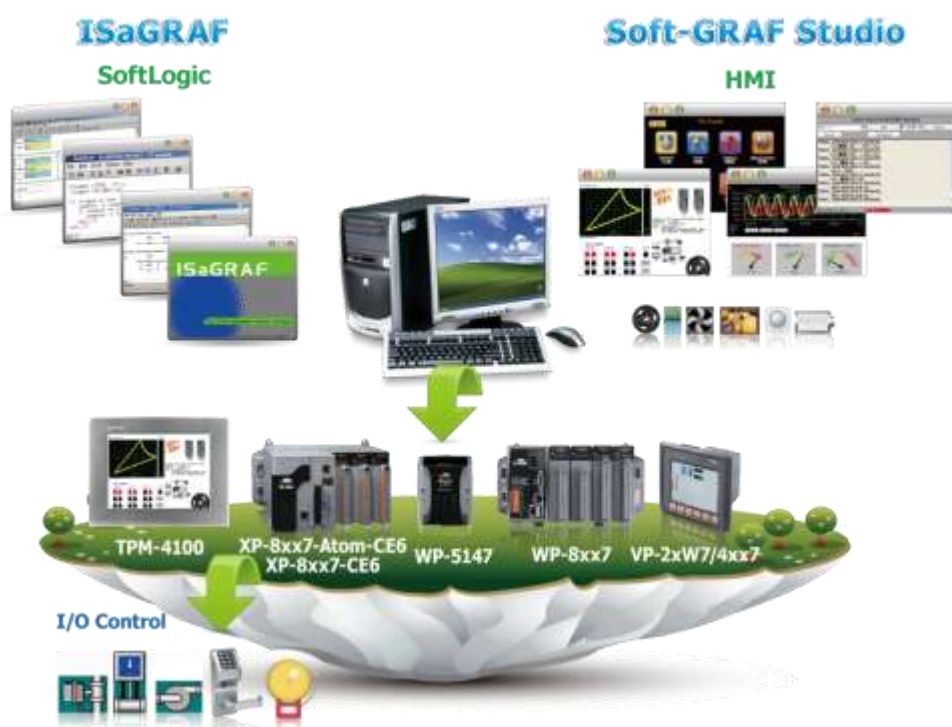 ISaGRAF
SoftLogic
Soft-GRAF Studio
HMI
ISaGRAF
TPM-4100
XP-8xx7-Atom-CE6
XP-8xx7-CE6
WP-5147
WP-8xx7
VP-2xW7/4xx7
I/O Control